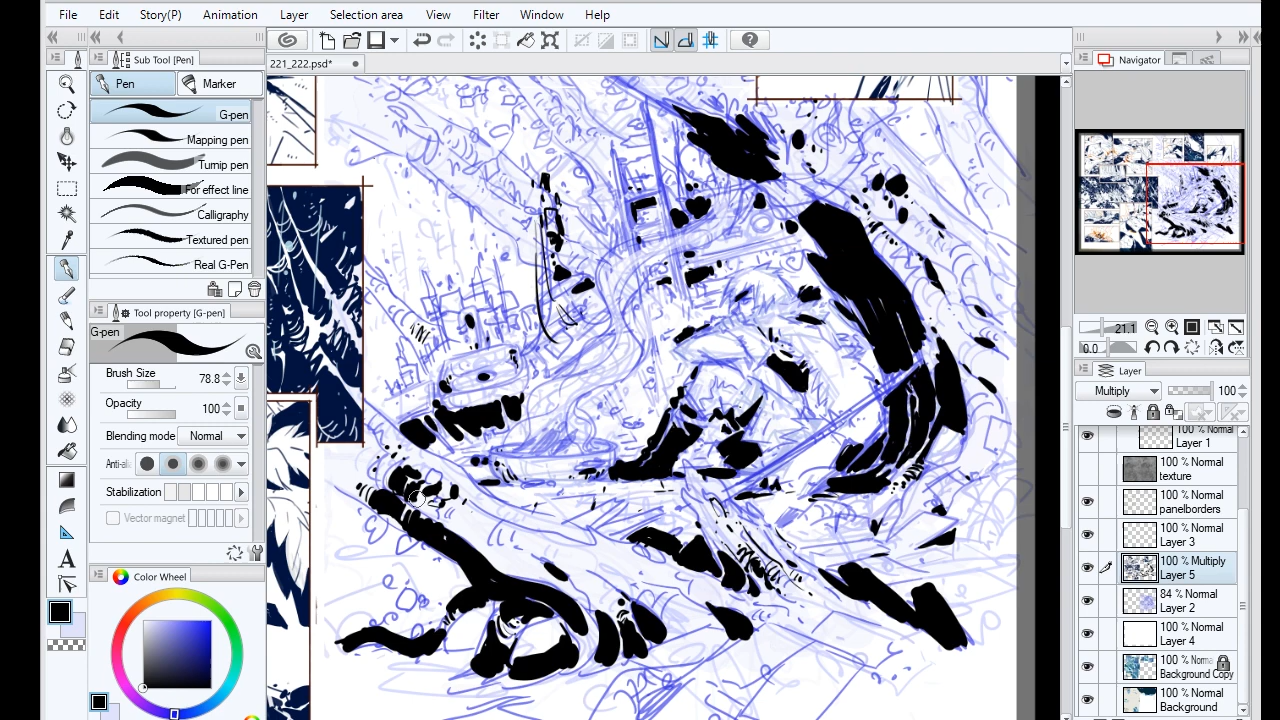 File Edit Story(P) Animation Layer Selection area View Filter Window Help
Sub Tool [Pen]
Navigator
221_222.psd*
Pen Marker
G-pen
Mapping pen
Turnip pen
For effect line
Calligraphy
Textured pen
Real G-Pen
Tool property [G-pen]
G-pen
Brush Size 78.8
Opacity 100
Blending mode Normal
Anti-ali
Stabilization
Vector magnet
Color Wheel
21.1
0.0
Layer
Multiply 100
100 % Normal
Layer 1
100 % Normal
texture
100 % Normal
panelborders
100 % Normal
Layer 3
100 % Multiply
Layer 5
84 % Normal
Layer 2
100 % Normal
Layer 4
100 % Norma
Background Copy
100 % Normal
Background